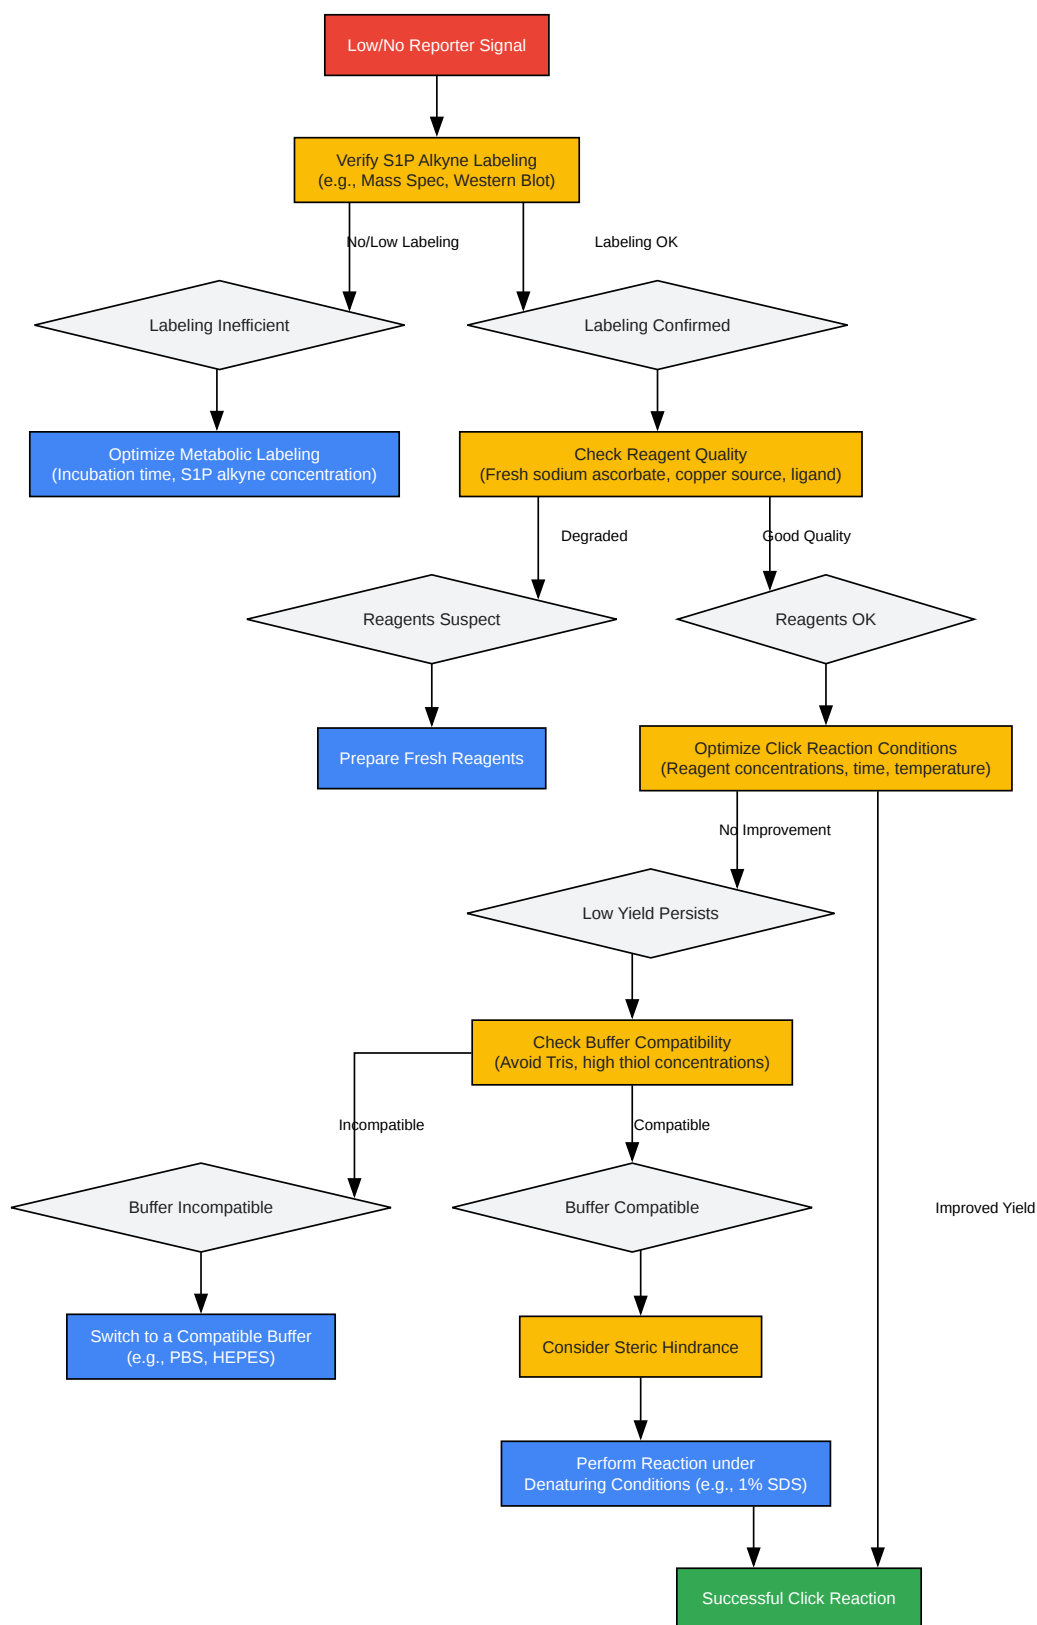 Low/No Reporter Signal
Verify S1P Alkyne Labeling
(e.g., Mass Spec, Western Blot)
No/Low Labeling
Labeling OK
Labeling Inefficient
Labeling Confirmed
Optimize Metabolic Labeling
(Incubation time, S1P alkyne concentration)
Check Reagent Quality
(Fresh sodium ascorbate, copper source, ligand)
Degraded
Good Quality
Reagents Suspect
Reagents OK
Prepare Fresh Reagents
Optimize Click Reaction Conditions
(Reagent concentrations, time, temperature)
No Improvement
Low Yield Persists
Check Buffer Compatibility
(Avoid Tris, high thiol concentrations)
Incompatible
Compatible
Buffer Incompatible
Buffer Compatible
Improved Yield
Switch to a Compatible Buffer
(e.g., PBS, HEPES)
Consider Steric Hindrance
Perform Reaction under
Denaturing Conditions (e.g., 1% SDS)
Successful Click Reaction